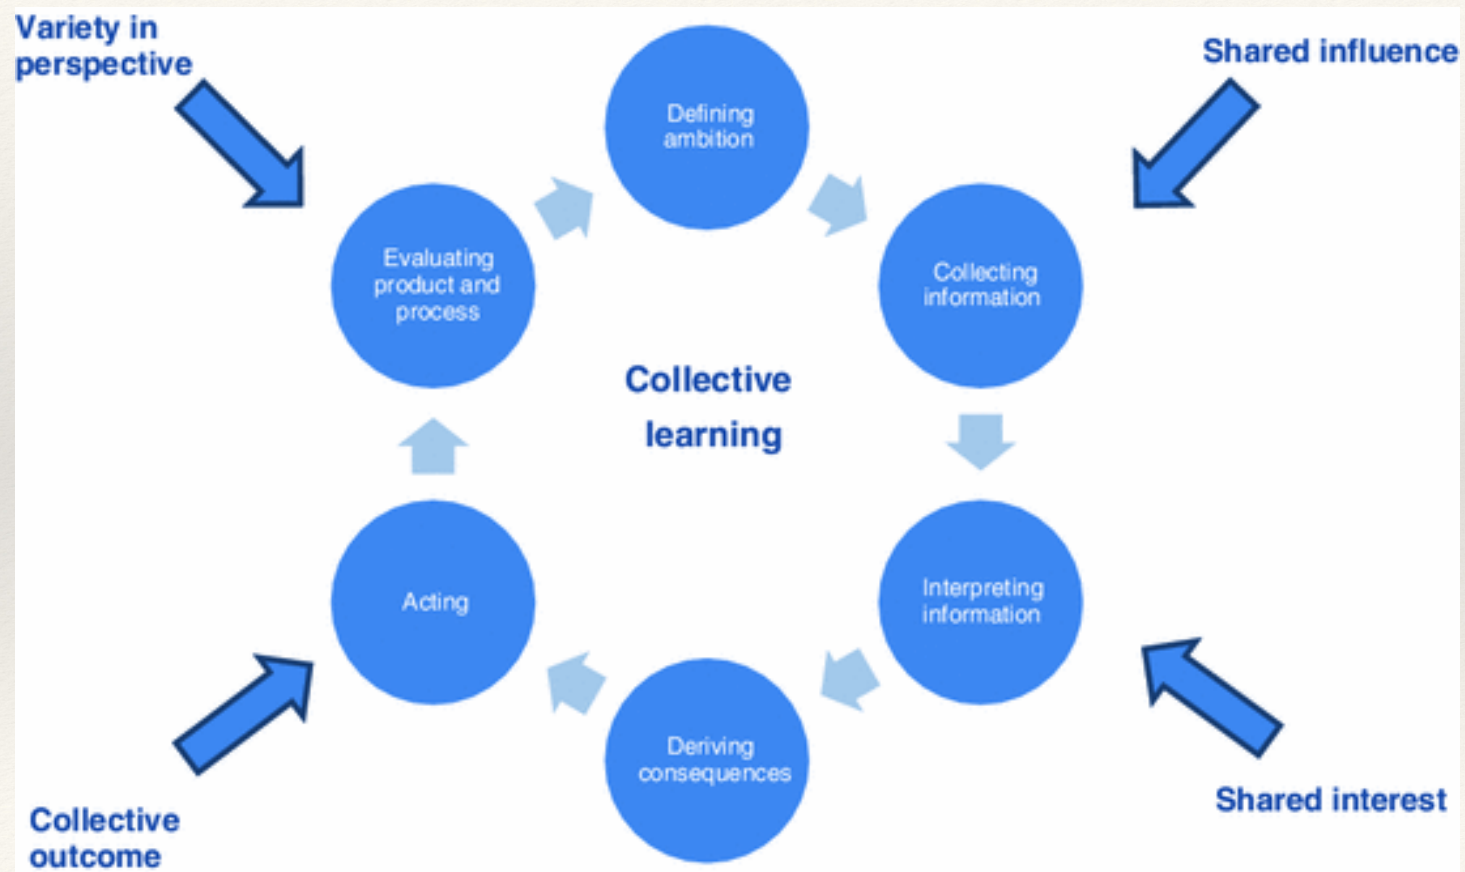 Variety in
perspective
Shared influence
Defining
ambition
Collecting
information
Interpreting
information
Deriving
consequences
Acting
Evaluating
product and
process
Collective
learning
Collective
outcome
Shared interest